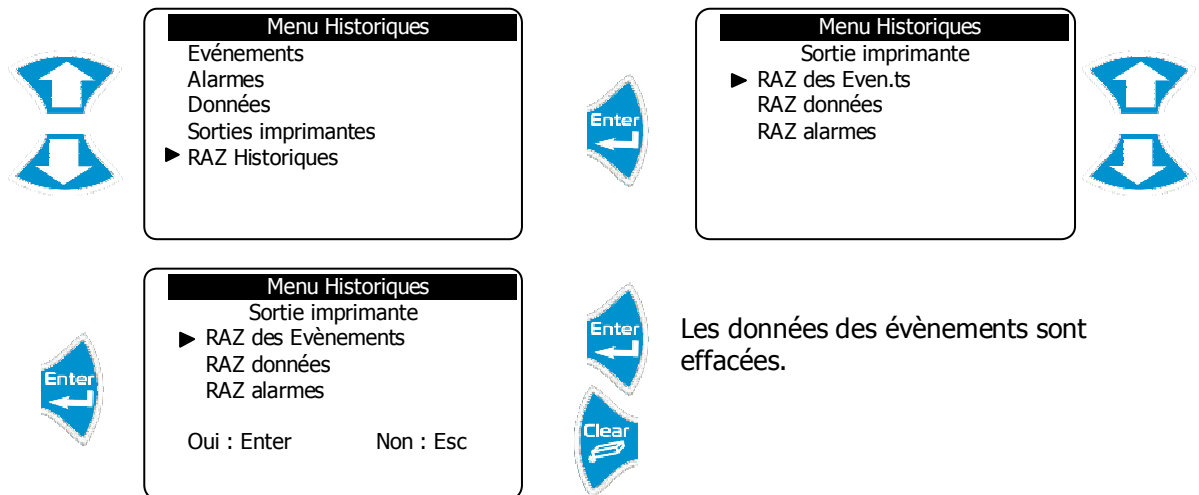 Menu Historiques
Evénements
Alarmes
Données
Sorties imprimantes
RAZ Historiques
Enter
Menu Historiques
Sortie imprimante
RAZ des Even.ts
RAZ données
RAZ alarmes
Enter
Menu Historiques
Sortie imprimante
RAZ des Evènements
RAZ données
RAZ alarmes
Oui : Enter Non : Esc
Enter
Clear
Les données des évènements sont
effacées.